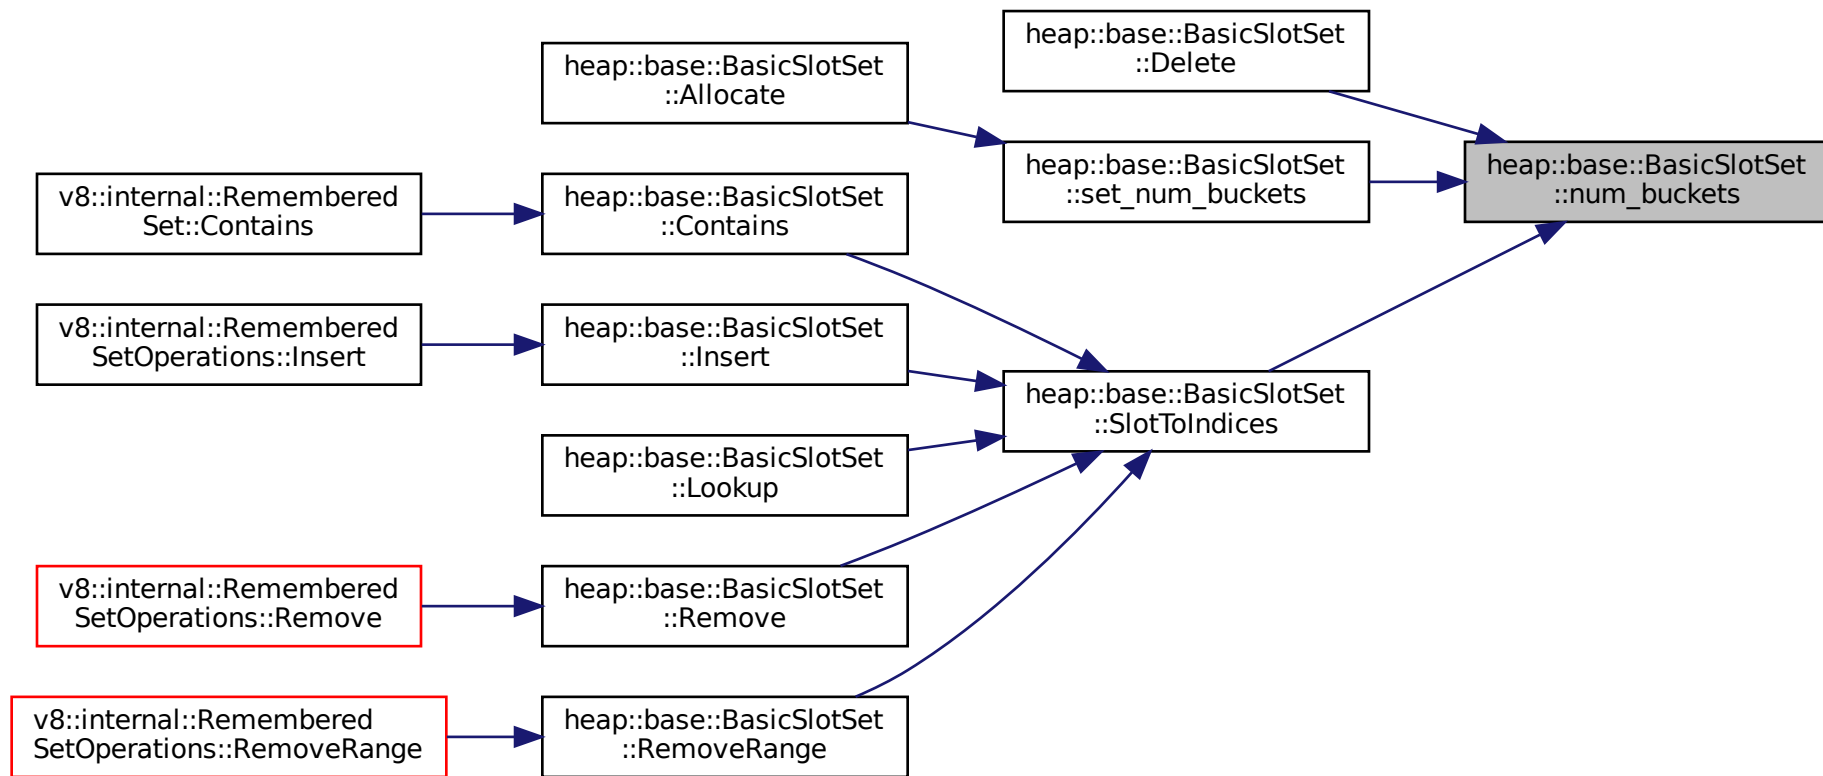 heap::base::BasicSlotSet
::Delete
heap::base::BasicSlotSet
::Allocate
heap::base::BasicSlotSet
::set_num_buckets
heap::base::BasicSlotSet
::num_buckets
v8::internal::Remembered
Set::Contains
heap::base::BasicSlotSet
::Contains
v8::internal::Remembered
SetOperations::Insert
heap::base::BasicSlotSet
::Insert
heap::base::BasicSlotSet
::SlotToIndices
heap::base::BasicSlotSet
::Lookup
v8::internal::Remembered
SetOperations::Remove
heap::base::BasicSlotSet
::Remove
v8::internal::Remembered
SetOperations::RemoveRange
heap::base::BasicSlotSet
::RemoveRange